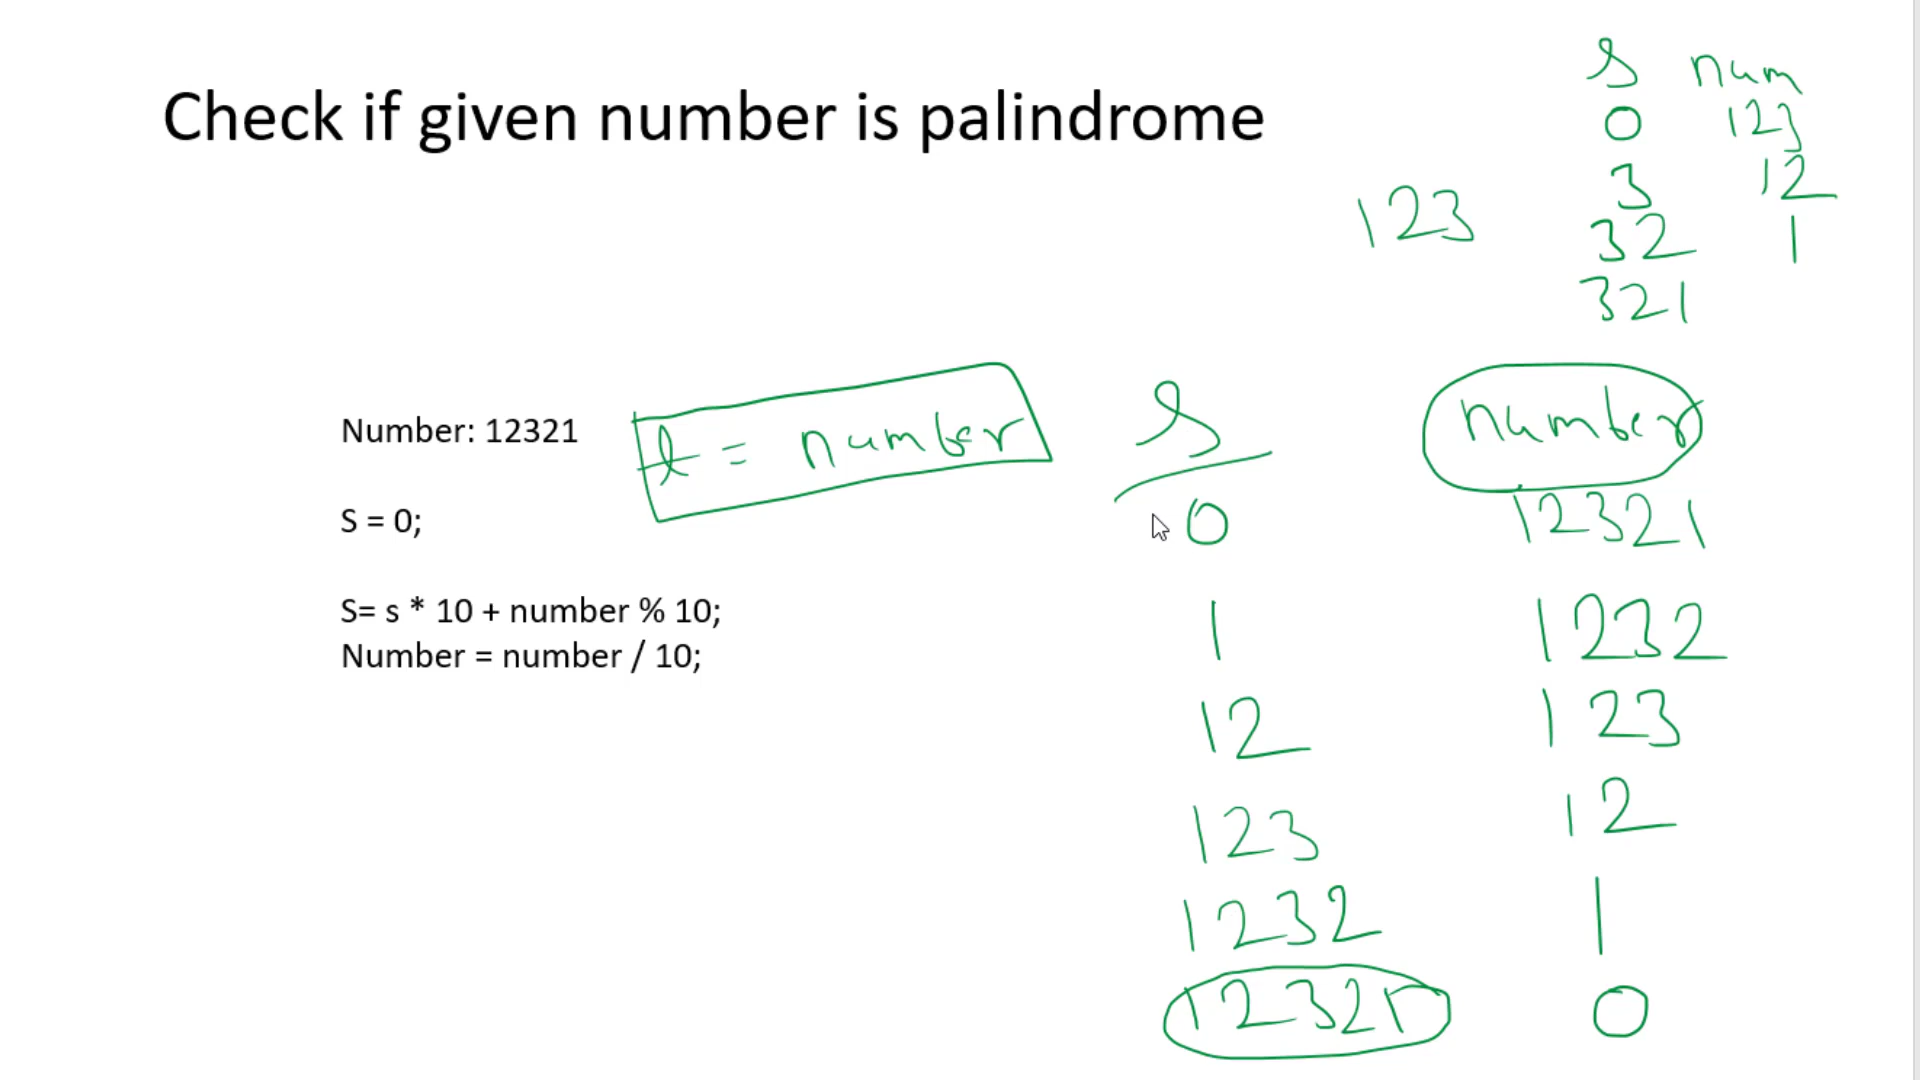 Check if given number is palindrome
s num
0 123
3 12
32 1
321
123
Number: 12321
t = number
S = 0;
S= s * 10 + number % 10;
Number = number / 10;
s number
0 12321
1 1232
12 123
123 12
1232 1
12321 0